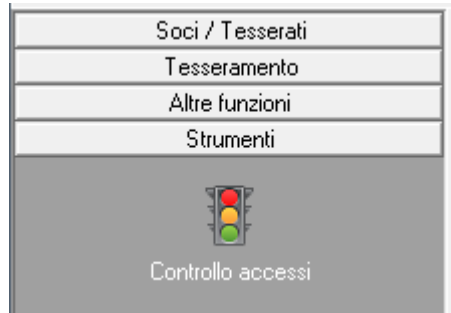 Soci / Tesserati
Tesseramento
Altre funzioni
Strumenti
Controllo accessi